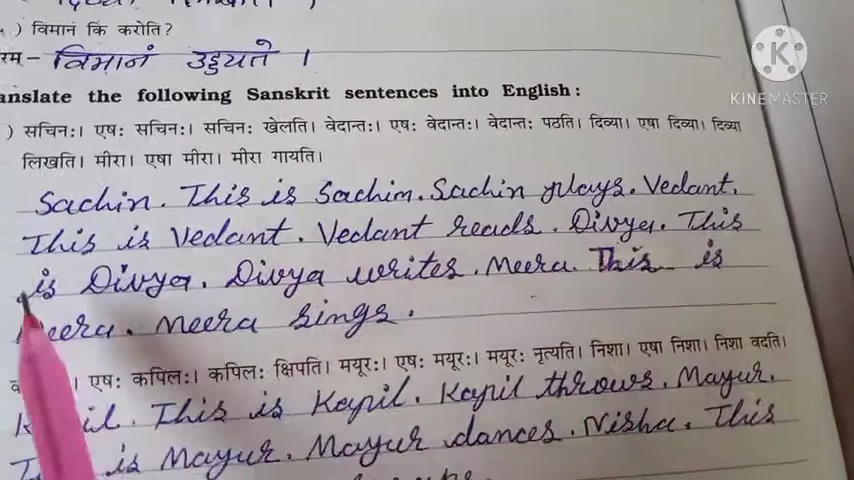 ) विमानं किं करोति?
रम – विमानं उड्डयते ।
anslate the following Sanskrit sentences into English :
) सचिनः। एषः सचिनः। सचिनः खेलति। वेदान्तः। एषः वेदान्तः। वेदान्तः पठति। दिव्या। एषा दिव्या। दिव्या
लिखति। मीरा। एषा मीरा। मीरा गायति।
Sachin. This is Sachin. Sachin plays. Vedant.
This is Vedant. Vedant reads. Divya. This
is Divya. Divya writes. Meera. This is
Meera. Meera sings.
एषः कपिलः। कपिलः क्षिपति। मयूरः। एषः मयूरः। मयूरः नृत्यति। निशा। एषा निशा। निशा वदति।
This is Kapil. Kapil throws. Mayur.
is Mayur. Mayur dances. Nisha. This
KINEMASTER